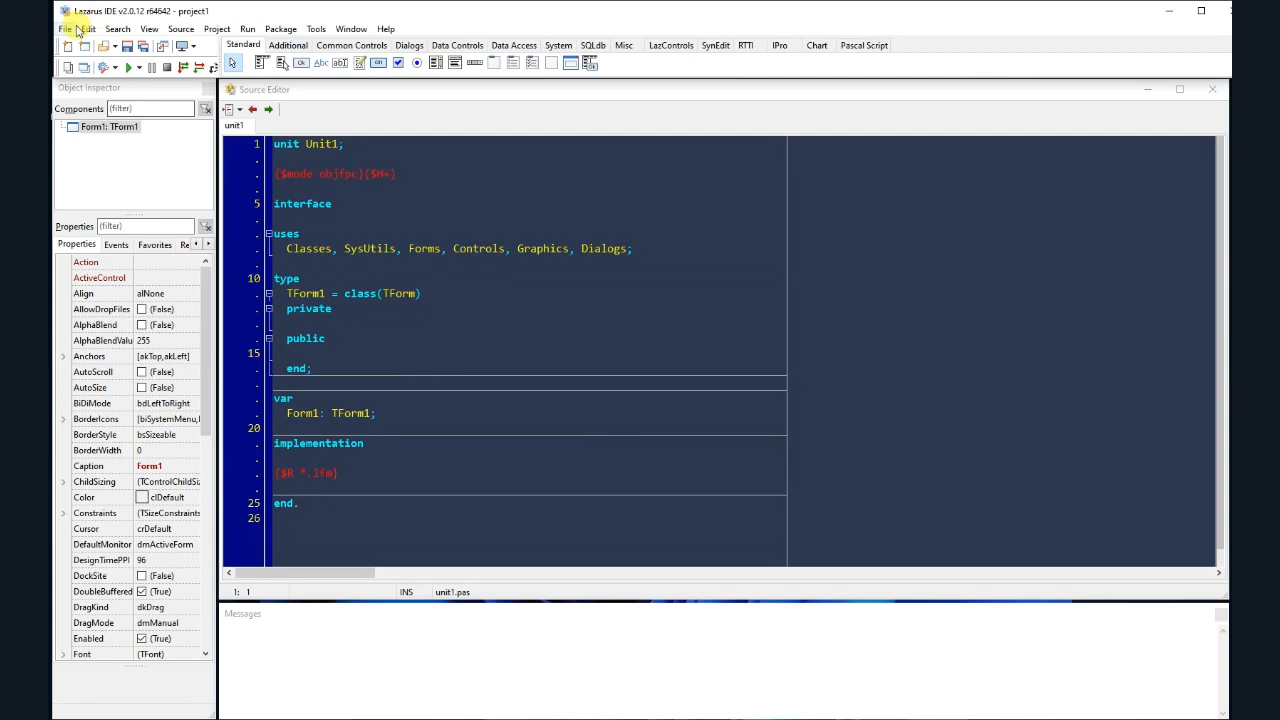 Lazarus IDE v2.0.12 r64642 - project1
File Edit Search View Source Project Run Package Tools Window Help
Standard Additional Common Controls Dialogs Data Controls Data Access System SQLdb Misc LazControls SynEdit RTTI IPro Chart Pascal Script
Object Inspector
Components (filter)
Form1: TForm1
Properties (filter)
Properties Events Favorites Re
Action
ActiveControl
Align alNone
AllowDropFiles (False)
AlphaBlend (False)
AlphaBlendValu 255
Anchors [akTop,akLeft]
AutoScroll (False)
AutoSize (False)
BiDiMode bdLeftToRight
BorderIcons [biSystemMenu,
BorderStyle bsSizeable
BorderWidth 0
Caption Form1
ChildSizing (TControlChildSiz
Color clDefault
Constraints (TSizeConstraints
Cursor crDefault
DefaultMonitor dmActiveForm
DesignTimePPI 96
DockSite (False)
DoubleBuffered (True)
DragKind dkDrag
DragMode dmManual
Enabled (True)
Font (TFont)
Source Editor
unit1
1 unit Unit1;
{$mode objfpc}{$H+}
5 interface
uses
Classes, SysUtils, Forms, Controls, Graphics, Dialogs;
10 type
TForm1 = class(TForm)
private
public
15
end;
var
Form1: TForm1;
20
implementation
{$R *.lfm}
25 end.
26
1: 1 INS unit1.pas
Messages